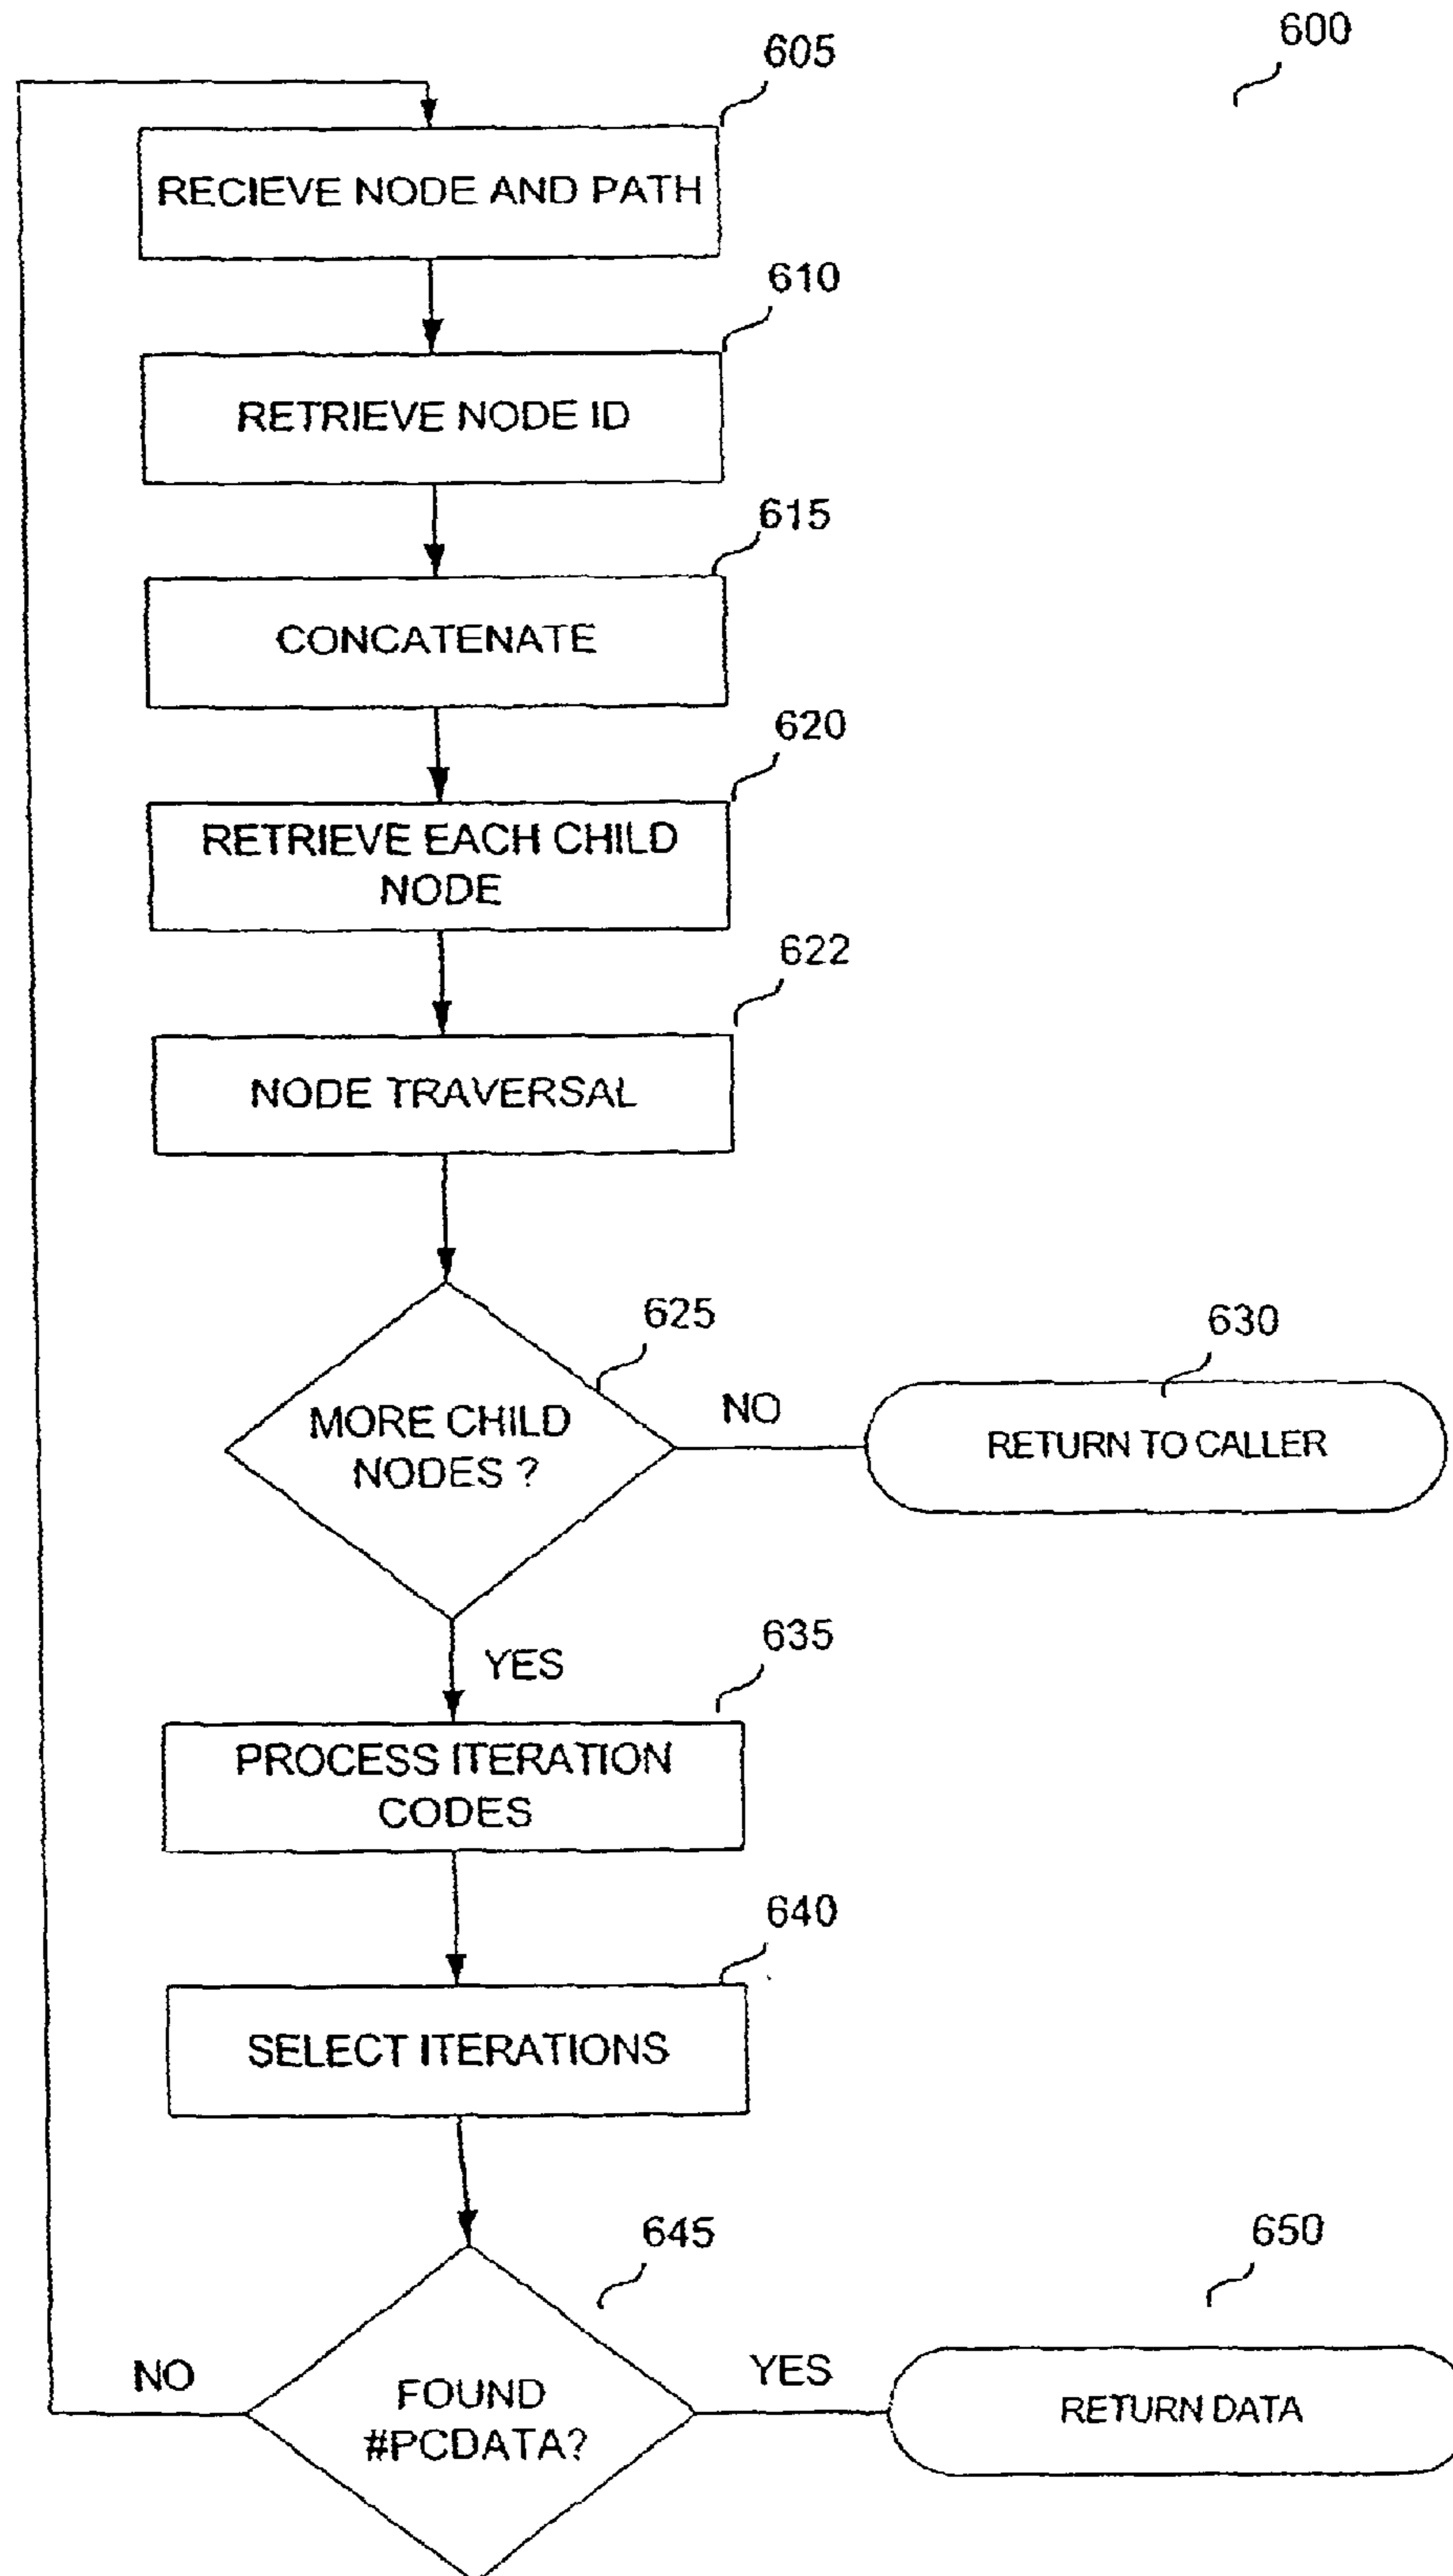 600
605
RECIEVE NODE AND PATH
610
RETRIEVE NODE ID
615
CONCATENATE
620
RETRIEVE EACH CHILD
NODE
622
NODE TRAVERSAL
625
MORE CHILD
NODES ?
NO
630
RETURN TO CALLER
YES
635
PROCESS ITERATION
CODES
640
SELECT ITERATIONS
645
FOUND
#PCDATA?
NO
YES
650
RETURN DATA